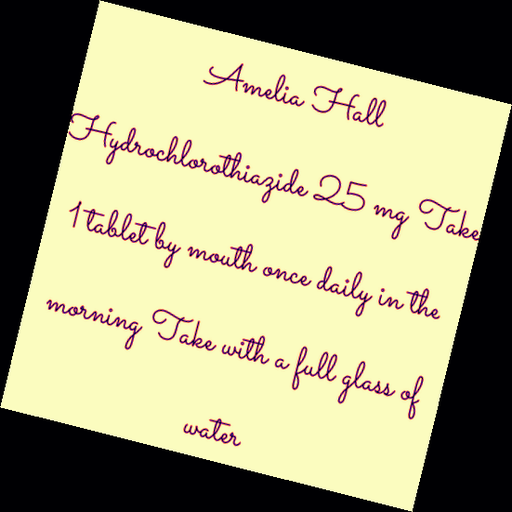 Amelia Hall
Hydrochlorothiazide 25 mg Take
1 tablet by mouth once daily in the
morning Take with a full glass of
water